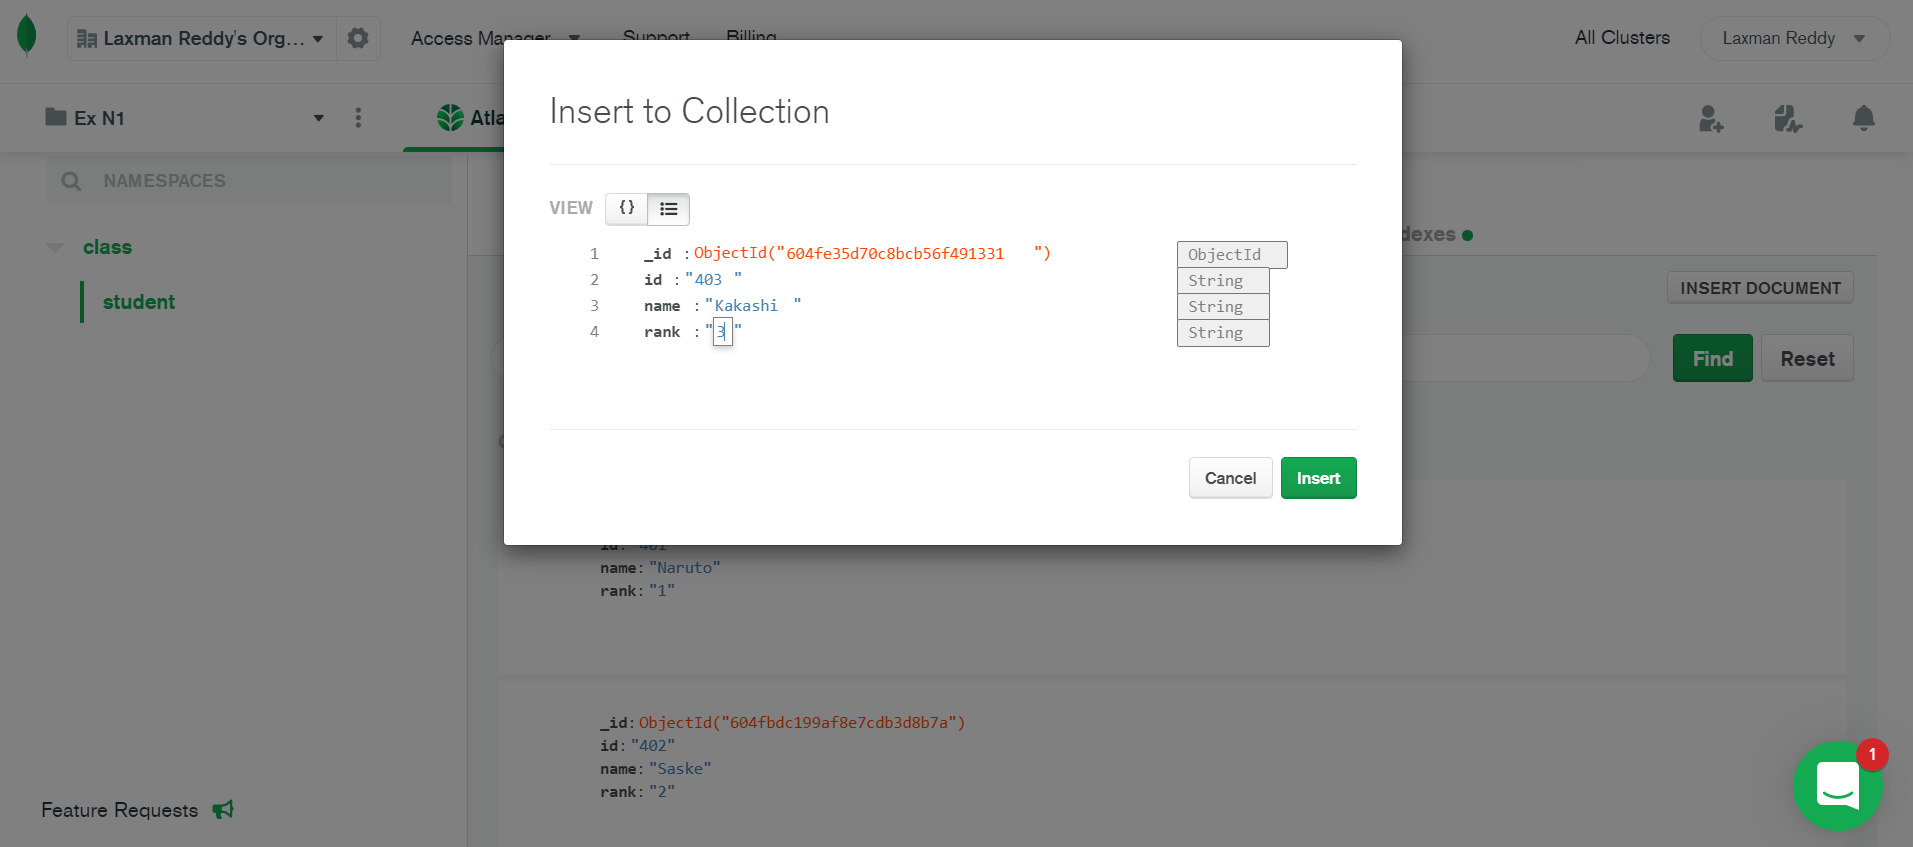 Laxman Reddy's Org...
Access Manager
Support
Billing
All Clusters
Laxman Reddy
Ex N1
Atla
NAMESPACES
class
student
Feature Requests
Insert to Collection
VIEW {}
1 _id : ObjectId("604fe35d70c8bcb56f491331 ") ObjectId
2 id : "403 " String
3 name : "Kakashi " String
4 rank : "3 " String
Cancel
Insert
dexes
INSERT DOCUMENT
Find
Reset
id: "401"
name: "Naruto"
rank: "1"
_id: ObjectId("604fbdc199af8e7cdb3d8b7a")
id: "402"
name: "Saske"
rank: "2"
1